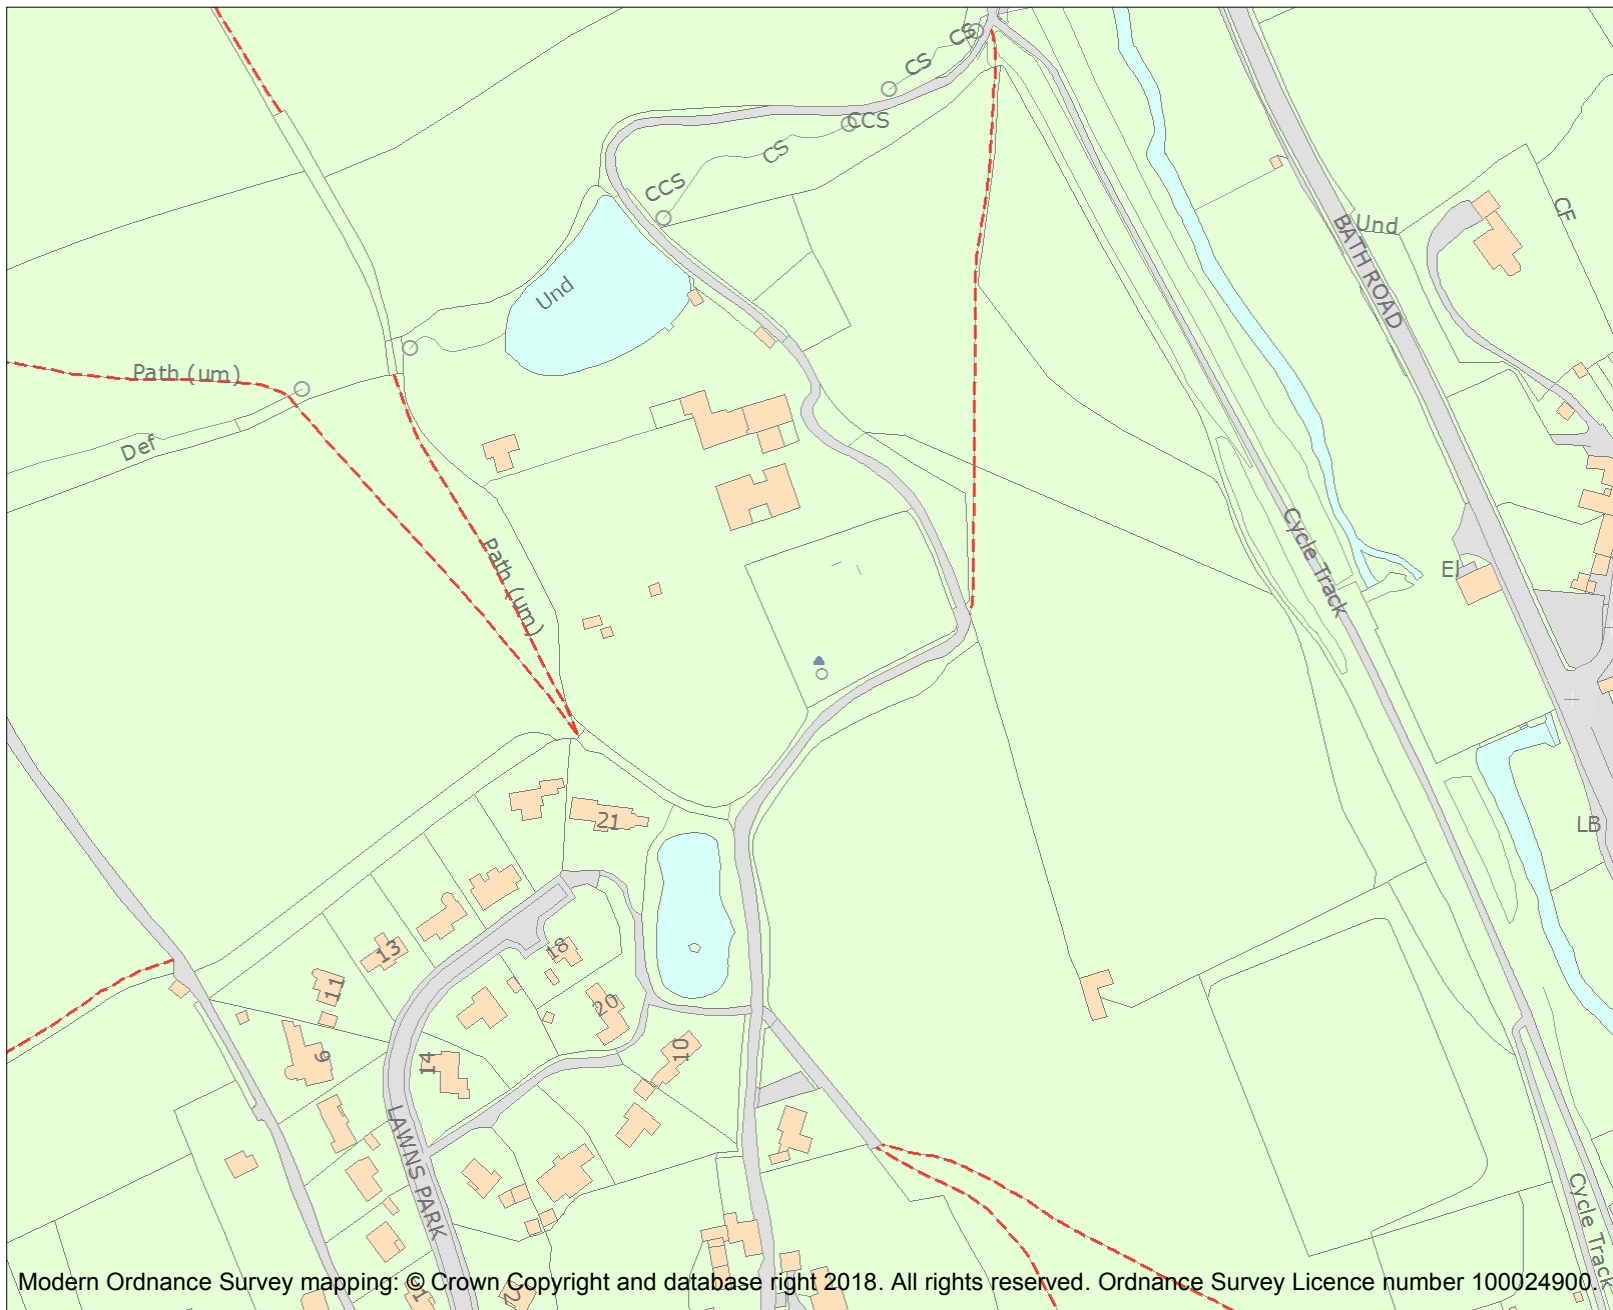 CS
CS
CCS
CS
CCS
Und
CF
BATH ROAD
Und
Path (um)
Def
Cycle Track
Path (um)
El
21
LB
13
18
11
20
9
14
10
LAWNS PARK
Cycle Track
Modern Ordnance Survey mapping: © Crown Copyright and database right 2018. All rights reserved. Ordnance Survey Licence number 100024900.